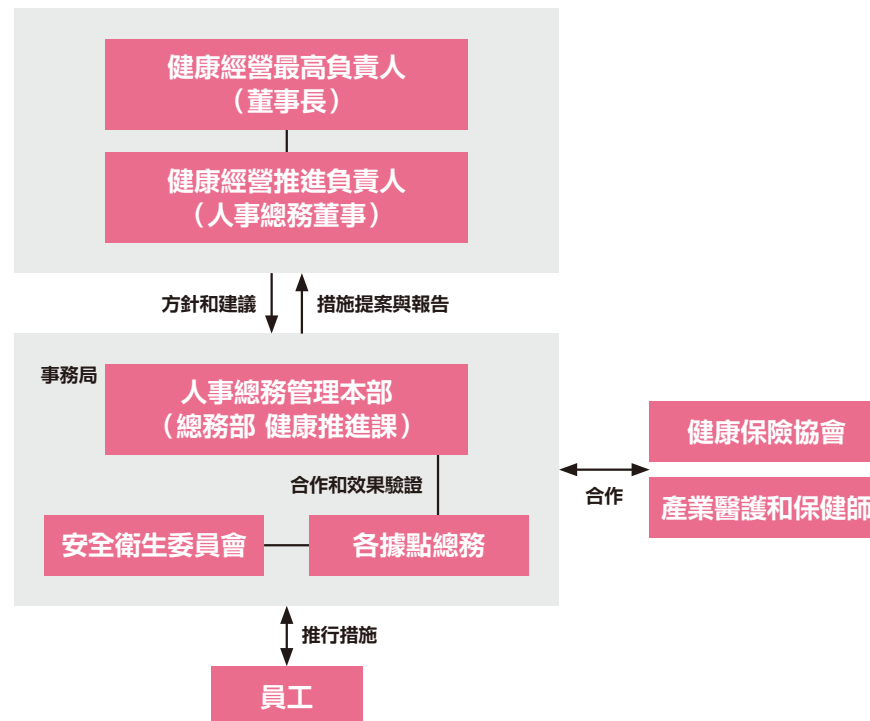 健康經營最高負責人
（董事長）
健康經營推進負責人
（人事總務董事）
方針和建議
措施提案與報告
事務局
人事總務管理本部
（總務部 健康推進課）
合作和效果驗證
安全衛生委員會
各據點總務
合作
健康保險協會
產業醫護和保健師
推行措施
員工